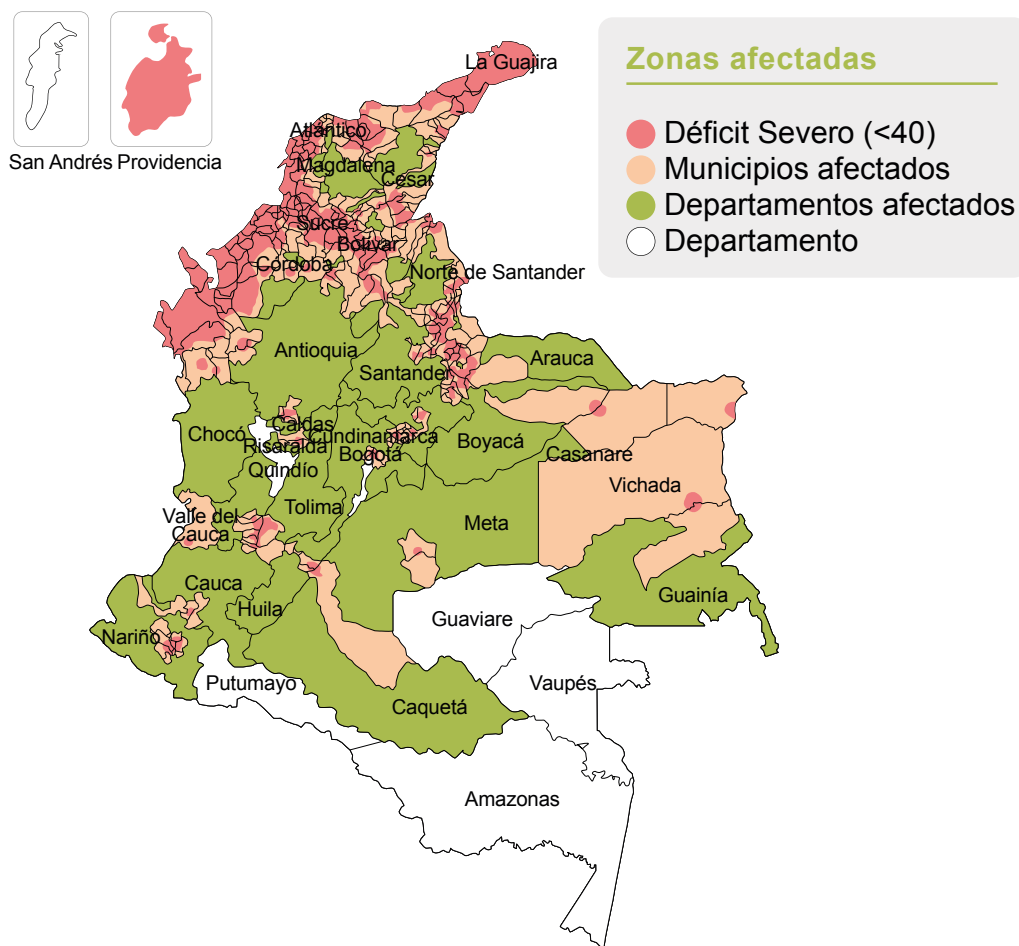 San Andrés
Providencia
Zonas afectadas
Déficit Severo (<40)
Municipios afectados
Departamentos afectados
Departamento
La Guajira
Atlántico
Magdalena
Cesar
Sucre
Bolívar
Córdoba
Norte de Santander
Antioquia
Arauca
Santander
Chocó
Caldas
Cundinamarca
Boyacá
Risaralda
Bogotá
Casanare
Quindío
Vichada
Tolima
Meta
Valle del
Cauca
Cauca
Huila
Guainía
Guaviare
Nariño
Putumayo
Vaupés
Caquetá
Amazonas